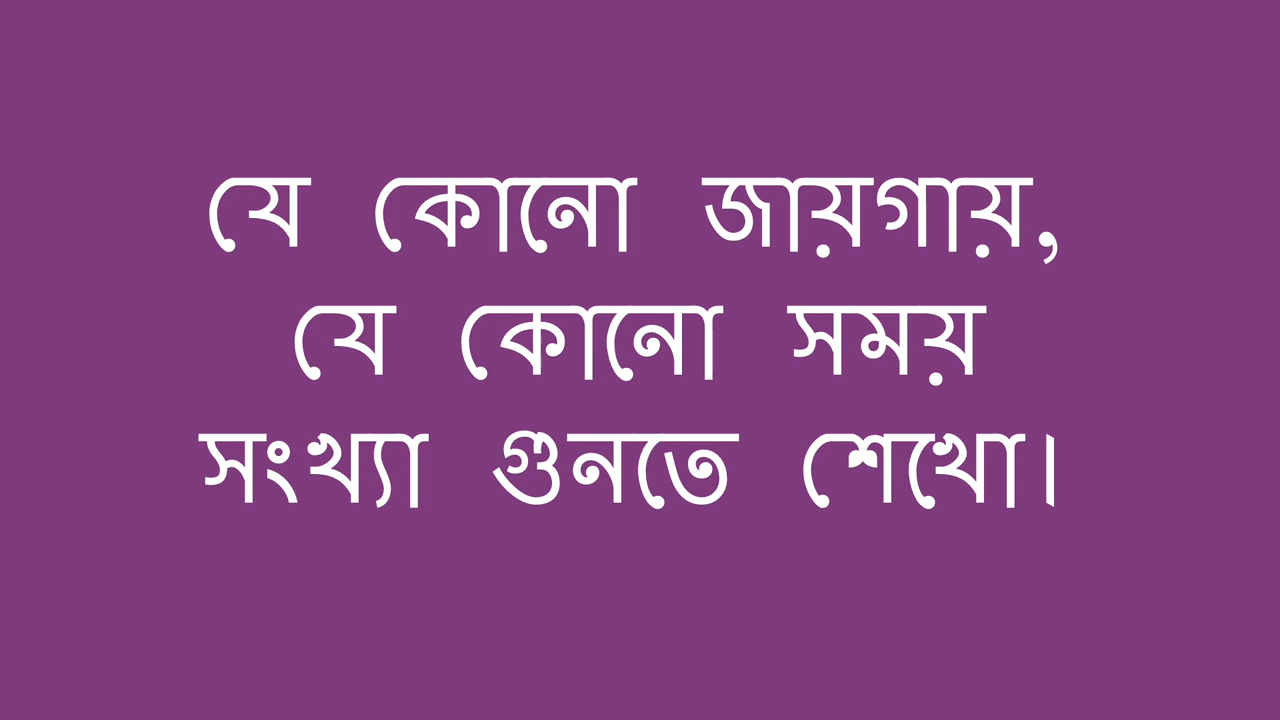 যে কোনো জায়গায়,
যে কোনো সময়
সংখ্যা গুনতে শেখো।